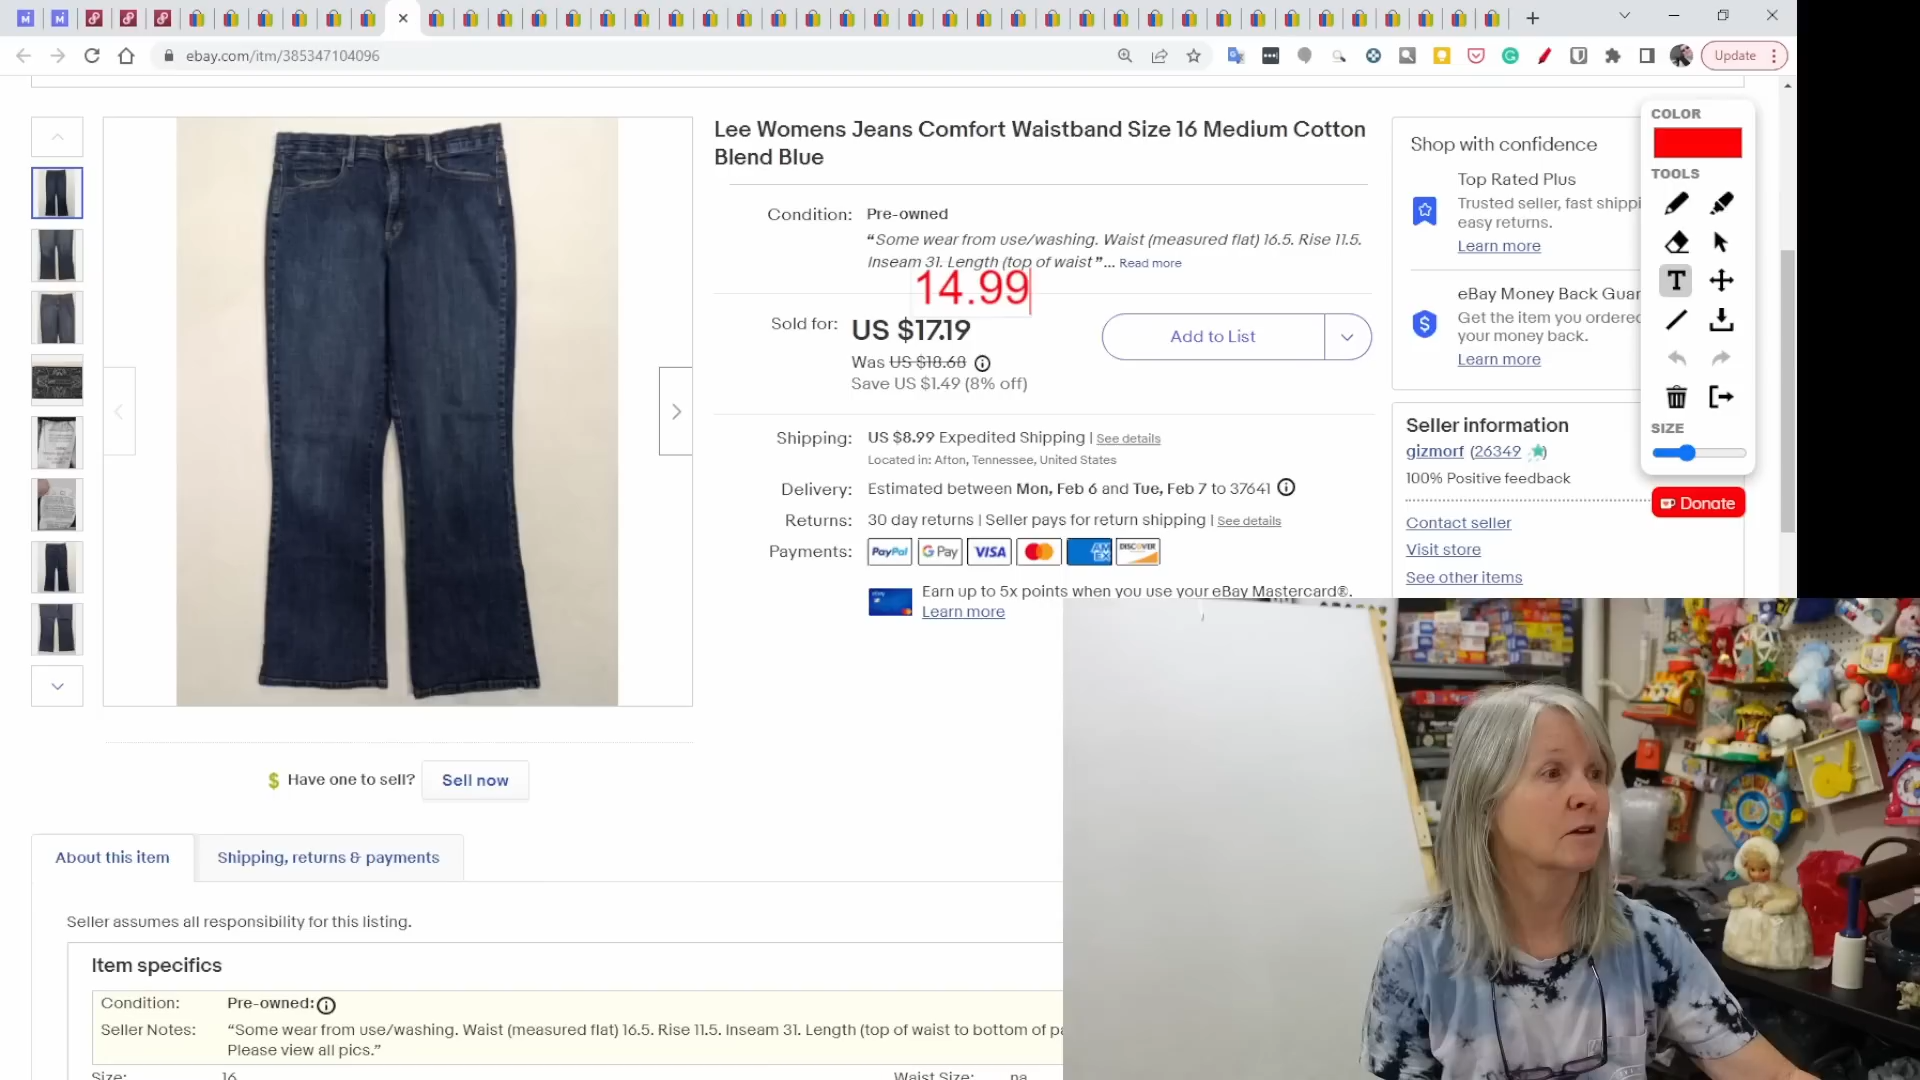 ebay.com/itm/385347104096
Update
Lee Womens Jeans Comfort Waistband Size 16 Medium Cotton
Blend Blue
Condition: Pre-owned
“Some wear from use/washing. Waist (measured flat) 16.5. Rise 11.5.
Inseam 31. Length (top of waist” ... Read more
14.99
Sold for: US $17.19
Was US $18.68
Save US $1.49 (8% off)
Add to List
Shipping: US $8.99 Expedited Shipping | See details
Located in: Afton, Tennessee, United States
Delivery: Estimated between Mon, Feb 6 and Tue, Feb 7 to 37641
Returns: 30 day returns | Seller pays for return shipping | See details
Payments: PayPal G Pay VISA AMEX DISCOVER
Earn up to 5x points when you use your eBay Mastercard®.
Learn more
Shop with confidence
Top Rated Plus
Trusted seller, fast shippi
easy returns.
Learn more
eBay Money Back Guar
Get the item you ordered
your money back.
Learn more
Seller information
gizmorf (26349 )
100% Positive feedback
Contact seller
Visit store
See other items
COLOR
TOOLS
T
SIZE
Donate
$ Have one to sell? Sell now
About this item
Shipping, returns & payments
Seller assumes all responsibility for this listing.
Item specifics
Condition: Pre-owned:
Seller Notes: “Some wear from use/washing. Waist (measured flat) 16.5. Rise 11.5. Inseam 31. Length (top of waist to bottom of pa
Please view all pics.”
Size: 16 Waist Size: na